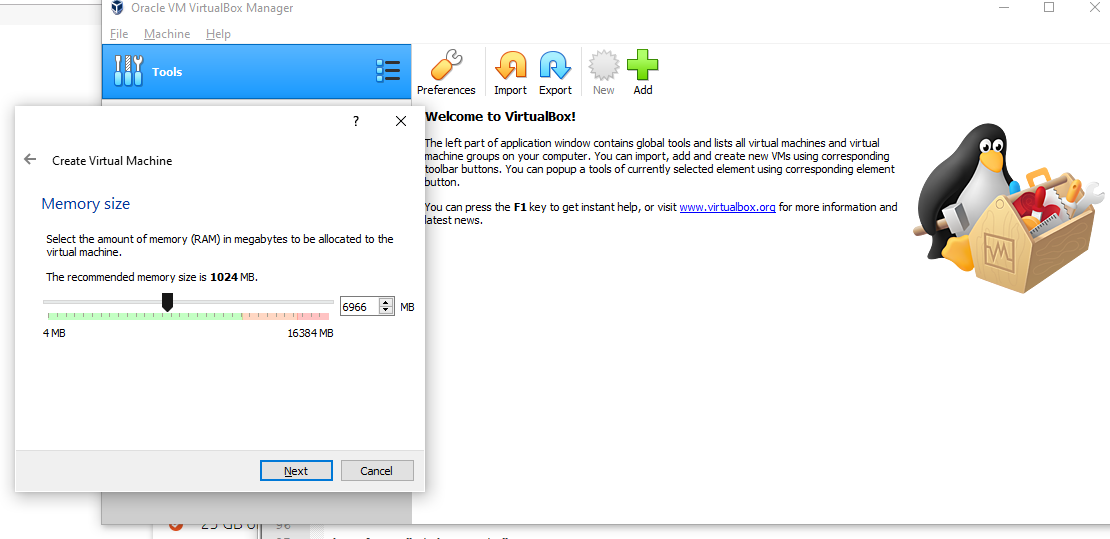 Oracle VM VirtualBox Manager
File Machine Help
Tools
Preferences Import Export New Add
? 
Create Virtual Machine
Memory size
Select the amount of memory (RAM) in megabytes to be allocated to the
virtual machine.
The recommended memory size is 1024 MB.
6966 MB
4 MB 16384 MB
Next Cancel
Welcome to VirtualBox!
The left part of application window contains global tools and lists all virtual machines and virtual
machine groups on your computer. You can import, add and create new VMs using corresponding
toolbar buttons. You can popup a tools of currently selected element using corresponding element
button.
You can press the F1 key to get instant help, or visit www.virtualbox.org for more information and
latest news.
25 GB
96